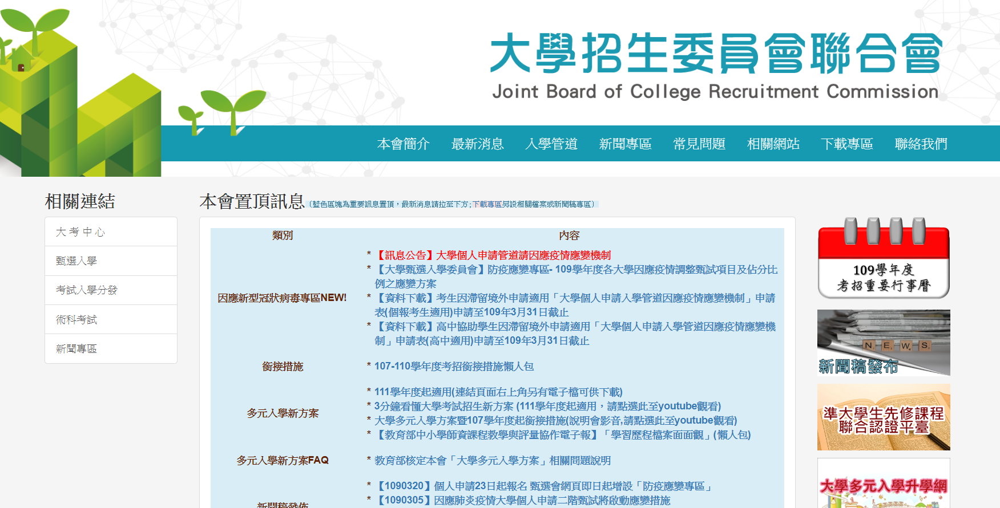 大學招生委員會聯合會
Joint Board of College Recruitment Commission
本會簡介 最新消息 入學管道 新聞專區 常見問題 相關網站 下載專區 聯絡我們
相關連結
大 考 中 心
甄選入學
考試入學分發
術科考試
新聞專區
本會置頂訊息〔藍色區塊為重要訊息置頂，最新消息請拉至下方;下載專區另設相關檔案或新聞稿專區〕
類別 內容
因應新型冠狀病毒專區NEW!
* 【訊息公告】大學個人申請管道請因應疫情應變機制
* 【大學甄選入學委員會】防疫應變專區- 109學年度各大學因應疫情調整甄試項目及佔分比
例之應變方案
* 【資料下載】考生因滯留境外申請適用「大學個人申請入學管道因應疫情應變機制」申請
表(個報考生適用)申請至109年3月31日截止
* 【資料下載】高中協助學生因滯留境外申請適用「大學個人申請入學管道因應疫情應變機
制」申請表(高中適用)申請至109年3月31日截止
銜接措施
* 107-110學年度考招銜接措施懶人包
多元入學新方案
* 111學年度起適用(連結頁面右上角另有電子檔可供下載)
* 3分鐘看懂大學考試招生新方案 (111學年度起適用，請點選此至youtube觀看)
* 大學多元入學方案暨107學年度起銜接措施(說明會影音,請點選此至youtube觀看)
* 【教育部中小學師資課程教學與評量協作電子報】「學習歷程檔案面面觀」(懶人包)
多元入學新方案FAQ
* 教育部核定本會「大學多元入學方案」相關問題說明
新聞稿發佈
* 【1090320】個人申請23日起報名 甄選會網頁即日起增設「防疫應變專區」
* 【1090305】因應肺炎疫情大學個人申請二階甄試將啟動應變措施
109學年度
考招重要行事曆
NEWS
新聞稿發布
準大學生先修課程
聯合認證平臺
大學多元入學升學網